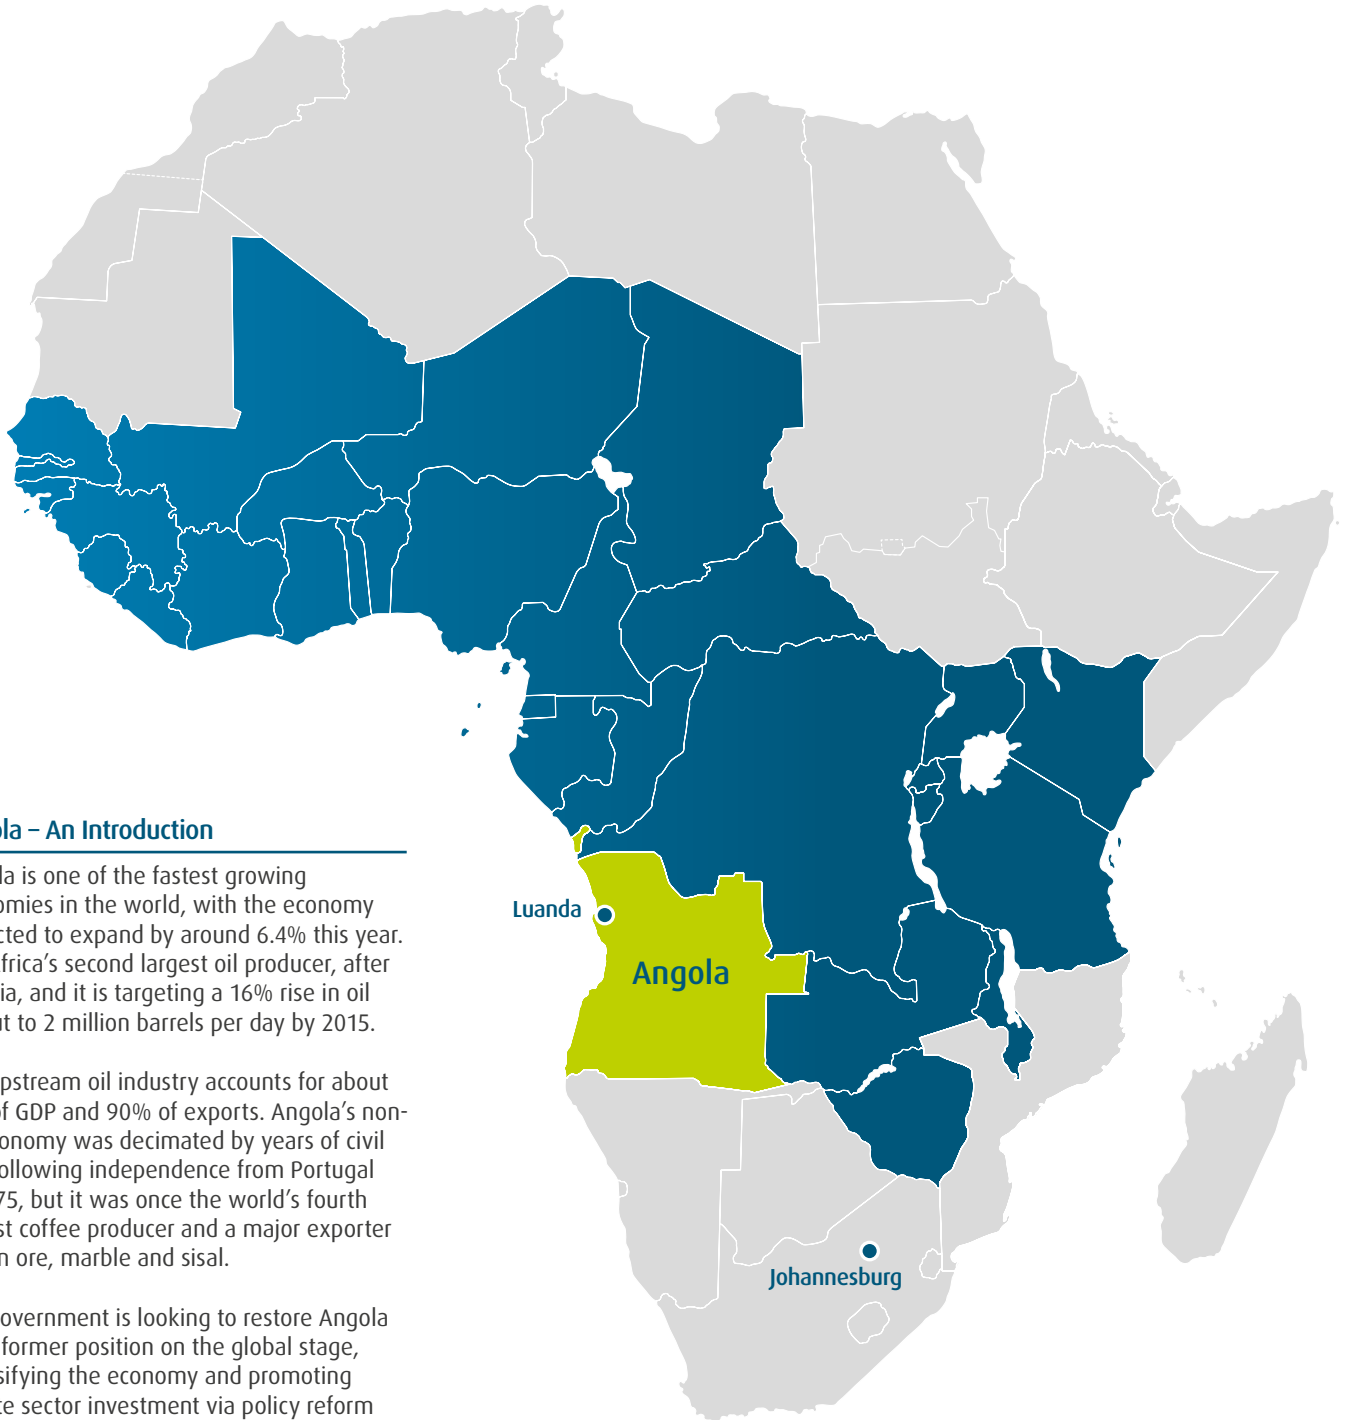 la – An Introduction
da is one of the fastest growing
omies in the world, with the economy
cted to expand by around 6.4% this year.
frica's second largest oil producer, after
ia, and it is targeting a 16% rise in oil
ut to 2 million barrels per day by 2015.
pstream oil industry accounts for about
of GDP and 90% of exports. Angola's non-
onomy was decimated by years of civil
ollowing independence from Portugal
75, but it was once the world's fourth
st coffee producer and a major exporter
n ore, marble and sisal.
overnment is looking to restore Angola
former position on the global stage,
sifying the economy and promoting
te sector investment via policy reform
Luanda
Angola
Johannesburg